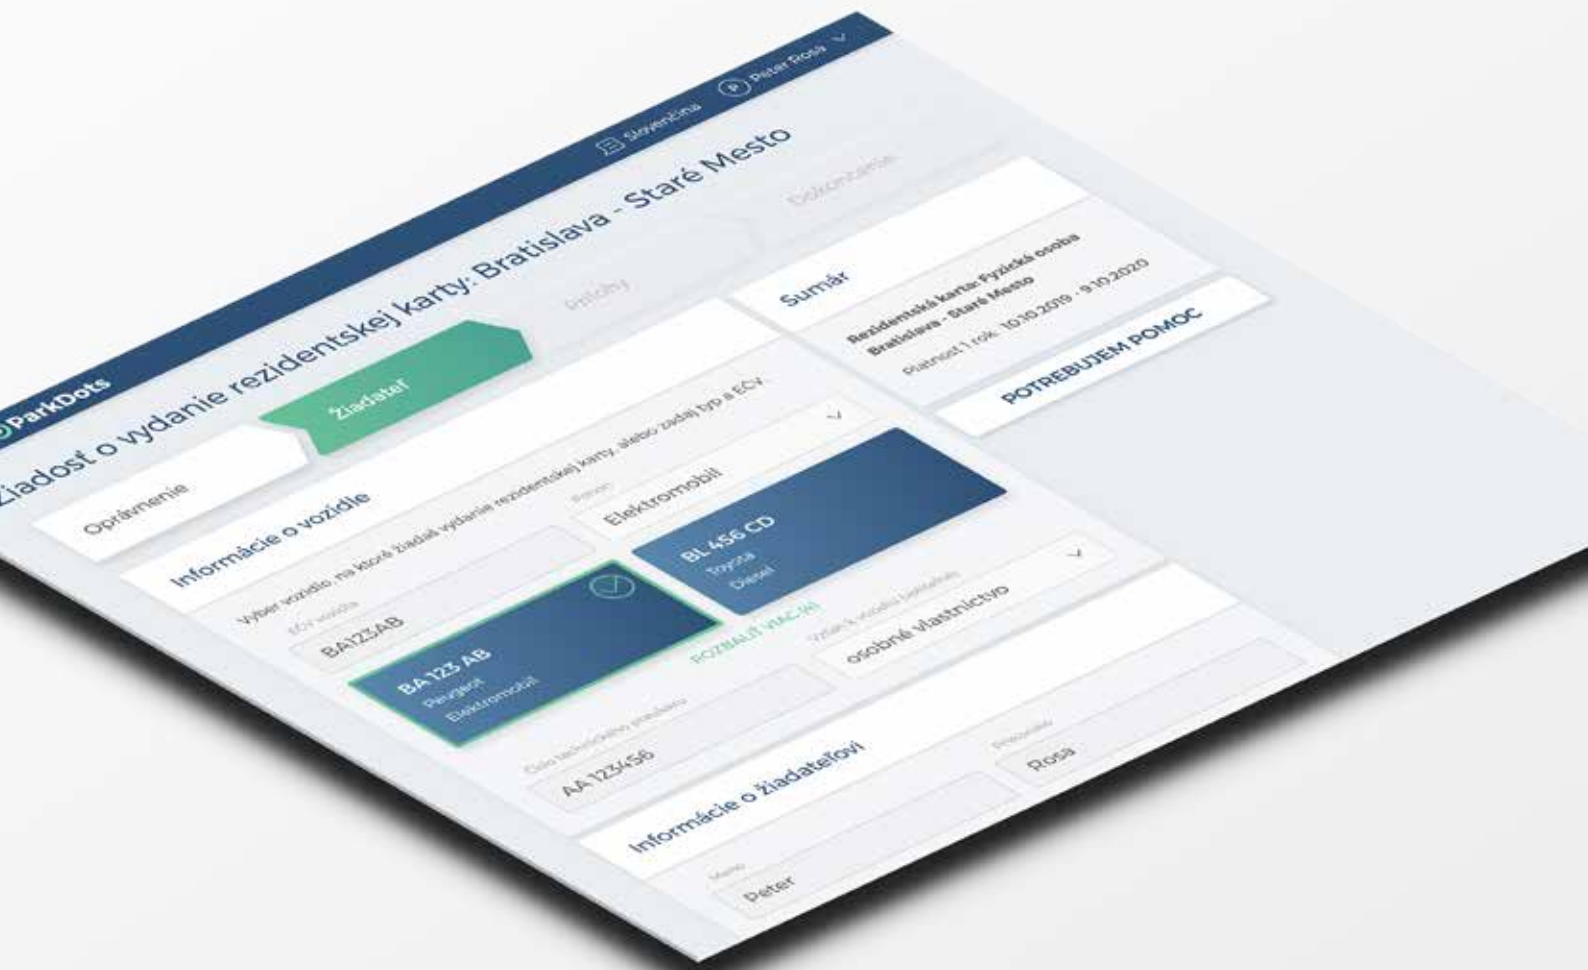 ParkDots
Slovenčina
P Peter Rosa
Žiadosť o vydanie rezidentskej karty: Bratislava - Staré Mesto
Oprávnenie
Žiadateľ
Prílohy
Dokončenie
Informácie o vozidle
Vyber vozidlo, na ktoré žiadaš vydanie rezidentskej karty, alebo zadaj typ a EČV.
EČV vozidla
BA123AB
Pohon
Elektromobil
BA 123 AB
Peugeot
Elektromobil
BL 456 CD
Toyota
Diesel
ROZBALIŤ VIAC (4)
Číslo technického preukazu
AA 123456
Vzťah k vozidlu
osobné vlastníctvo
Informácie o žiadateľovi
Meno
Peter
Priezvisko
Rosa
Sumár
Rezidentská karta: Fyzická osoba
Bratislava - Staré Mesto
Platnosť 1 rok: 10.10.2019 - 9.10.2020
POTREBUJEM POMOC